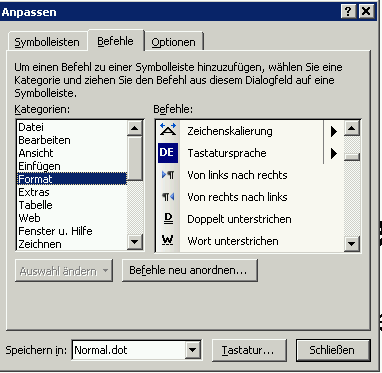 Anpassen
Symbolleisten Befehle Optionen
Um einen Befehl zu einer Symbolleiste hinzuzufügen, wählen Sie eine
Kategorie und ziehen Sie den Befehl aus diesem Dialogfeld auf eine
Symbolleiste.
Kategorien: Befehle:
Datei
Bearbeiten
Ansicht
Einfügen
Format
Extras
Tabelle
Web
Fenster u. Hilfe
Zeichnen
Zeichenskalierung
DE Tastatursprache
Von links nach rechts
Von rechts nach links
D Doppelt unterstrichen
W Wort unterstrichen
Auswahl ändern Befehle neu anordnen...
Speichern in: Normal.dot Tastatur... Schließen